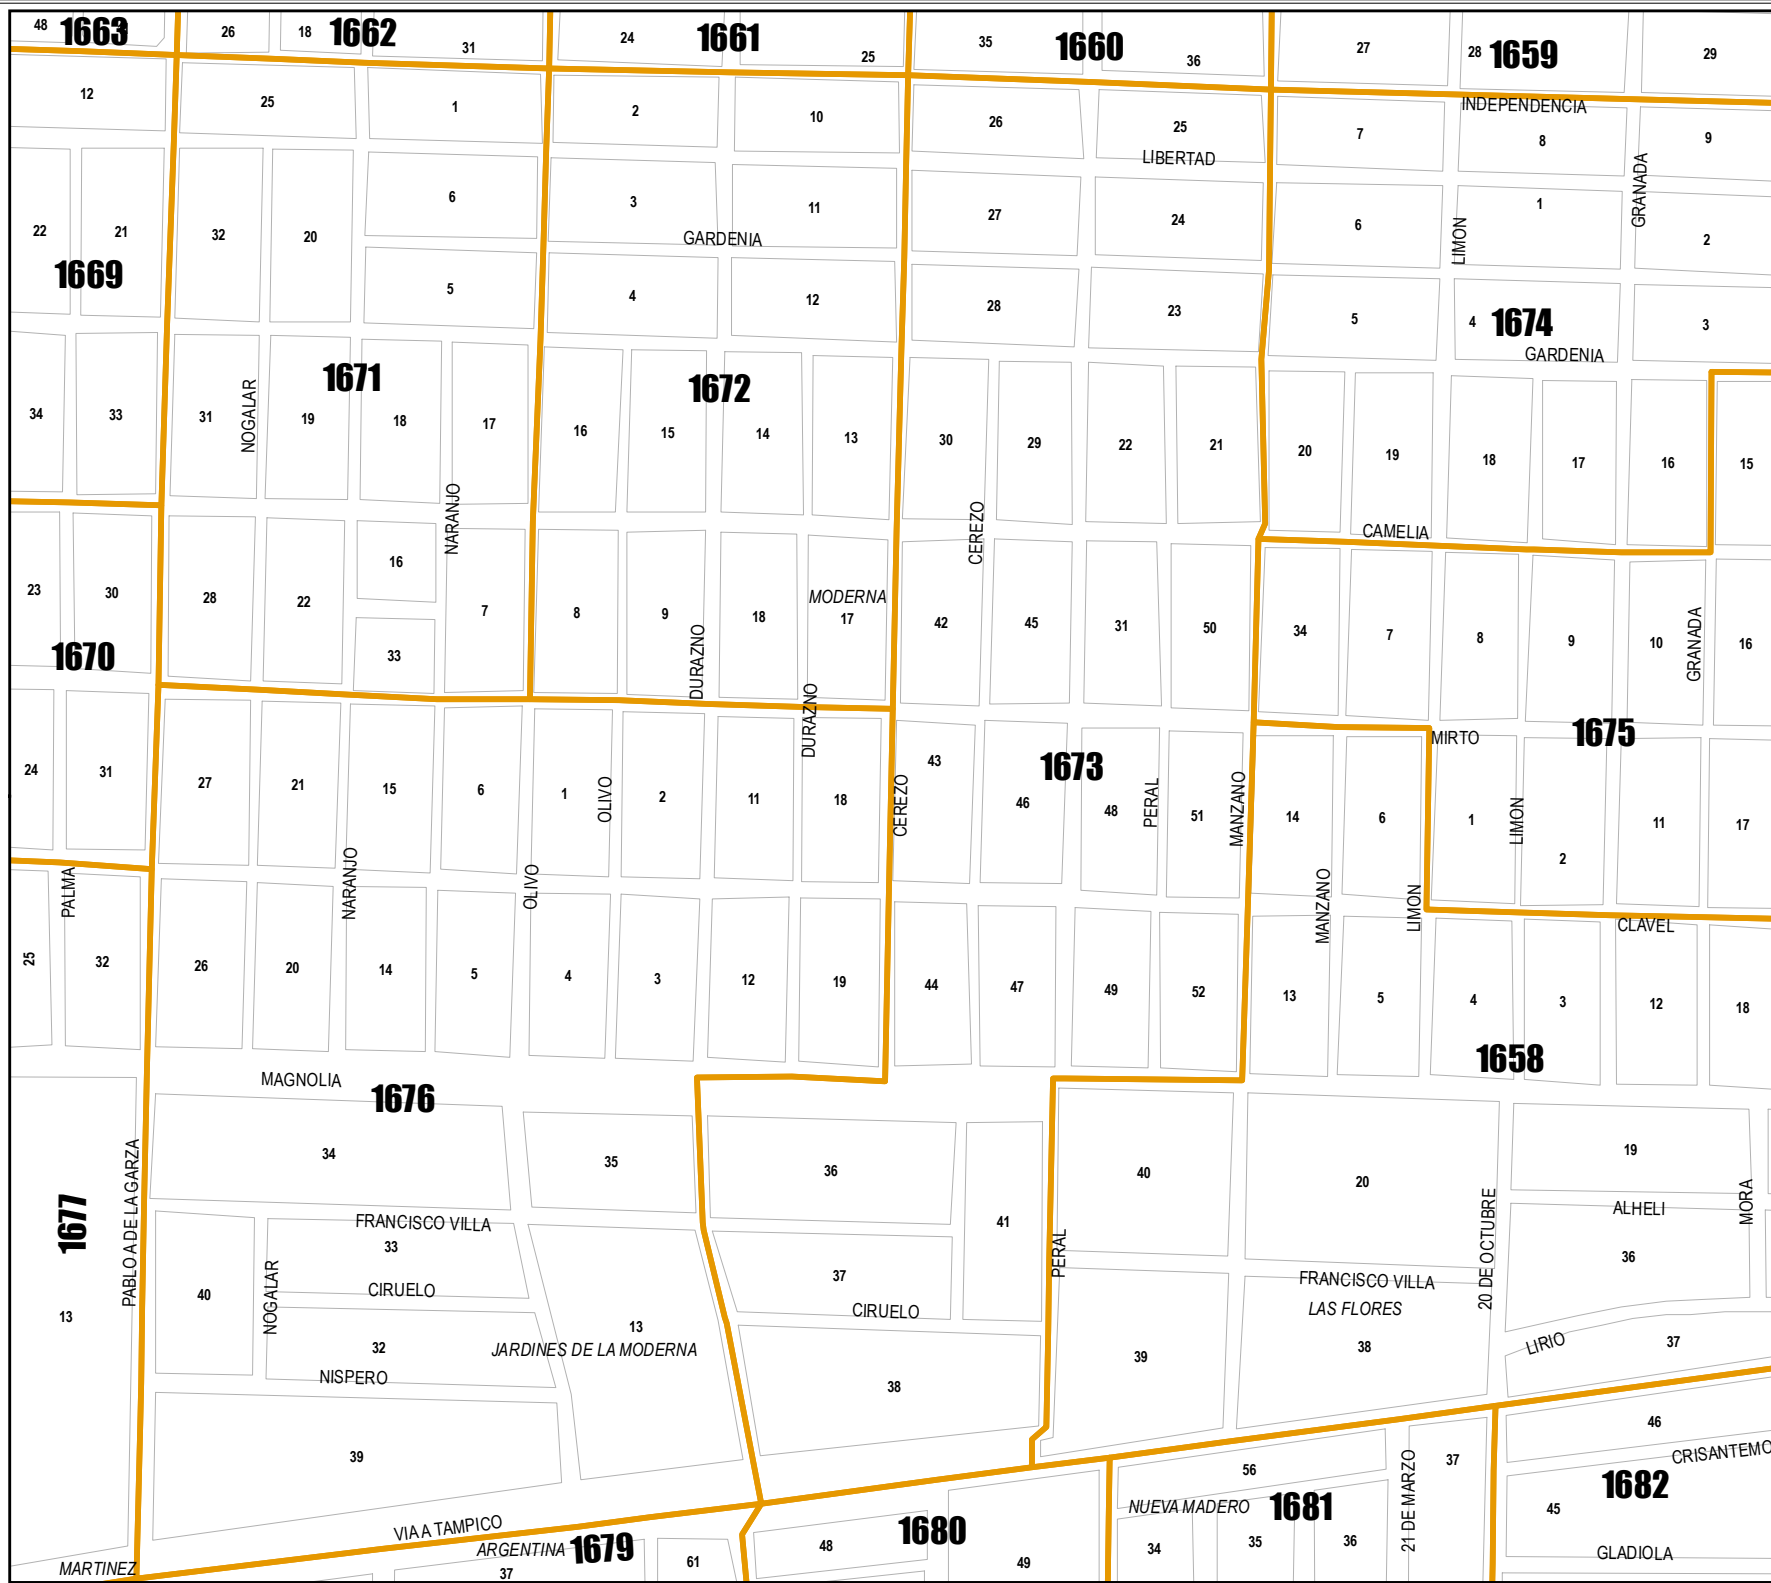 48 1663 26 18 1662 31 24 1661 25 35 1660 36 27 28 1659 29
12 25 1 2 10 26 25 7 INDEPENDENCIA 8 9
LIBERTAD
22 21 32 20 6 3 11 27 24 6 LIMON 1 GRANADA 2
GARDENIA
1669 5 4 12 28 23 5 4 1674 3
GARDENIA
1671 1672
34 33 31 NOGALAR 19 18 17 16 15 14 13 30 29 22 21 20 19 18 17 16 15
NARANJO CEREZO CAMELIA
16
23 30 28 22 7 8 9 18 MODERNA 17 42 45 31 50 34 7 8 9 10 GRANADA 16
1670 33 DURAZNO
DURAZNO MIRTO 1675
24 31 27 21 15 6 1 OLIVO 2 11 18 CEREZO 43 46 1673 48 PERAL 51 MANZANO 14 6 1 LIMON 2 11 17
PALMA NARANJO OLIVO MANZANO LIMON CLAVEL
25 32 26 20 14 5 4 3 12 19 44 47 49 52 13 5 4 3 12 18
1658
MAGNOLIA
1676
34 35 36 40 20 19
1677 PABLO A DE LA GARZA FRANCISCO VILLA 41 PERAL 20 DE OCTUBRE ALHELI MORA
33 36
40 NOGALAR CIRUELO 37 CIRUELO FRANCISCO VILLA
LAS FLORES
13 32 13 39 38 LIRIO 37
JARDINES DE LA MODERNA
NISPERO 38
39 46
56 21 DE MARZO 37 CRISANTEMO
NUEVA MADERO 1681 1682
45
VIA A TAMPICO 1680
ARGENTINA 1679 48 34 35 36
MARTINEZ 37 61 49 GLADIOLA